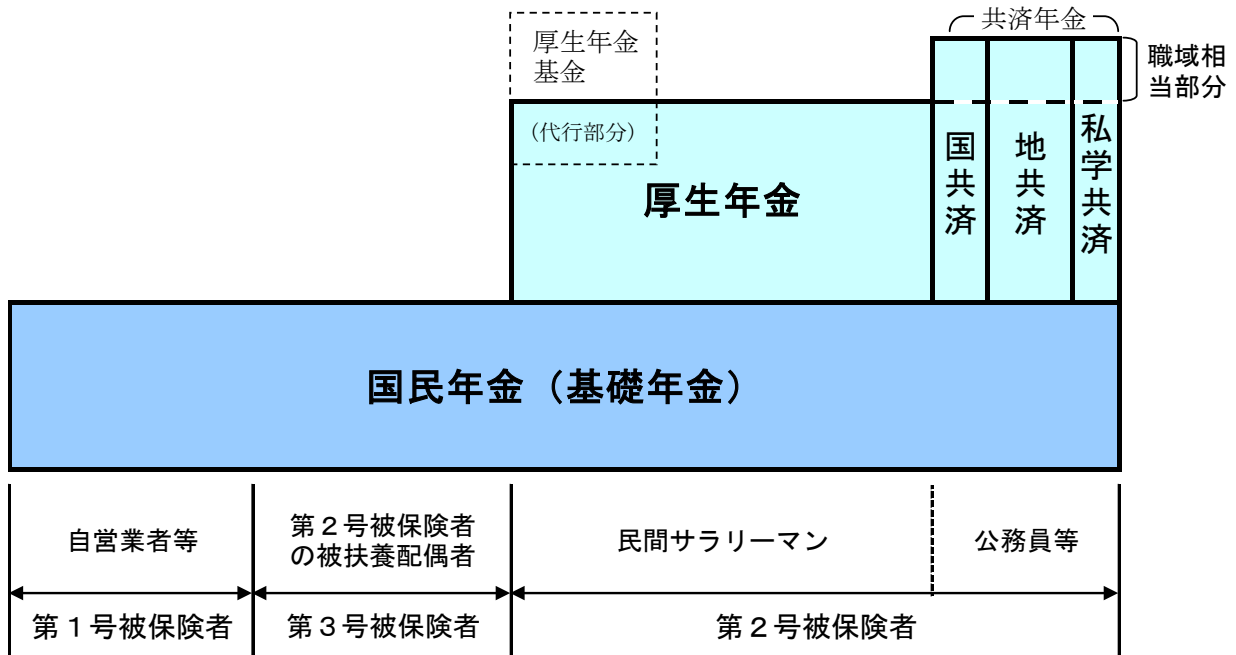 共済年金
厚生年金
基金
職域相
当部分
(代行部分)
厚生年金
国共済
地共済
私学共済
国民年金（基礎年金）
自営業者等
第２号被保険者
の被扶養配偶者
民間サラリーマン
公務員等
第１号被保険者
第３号被保険者
第２号被保険者